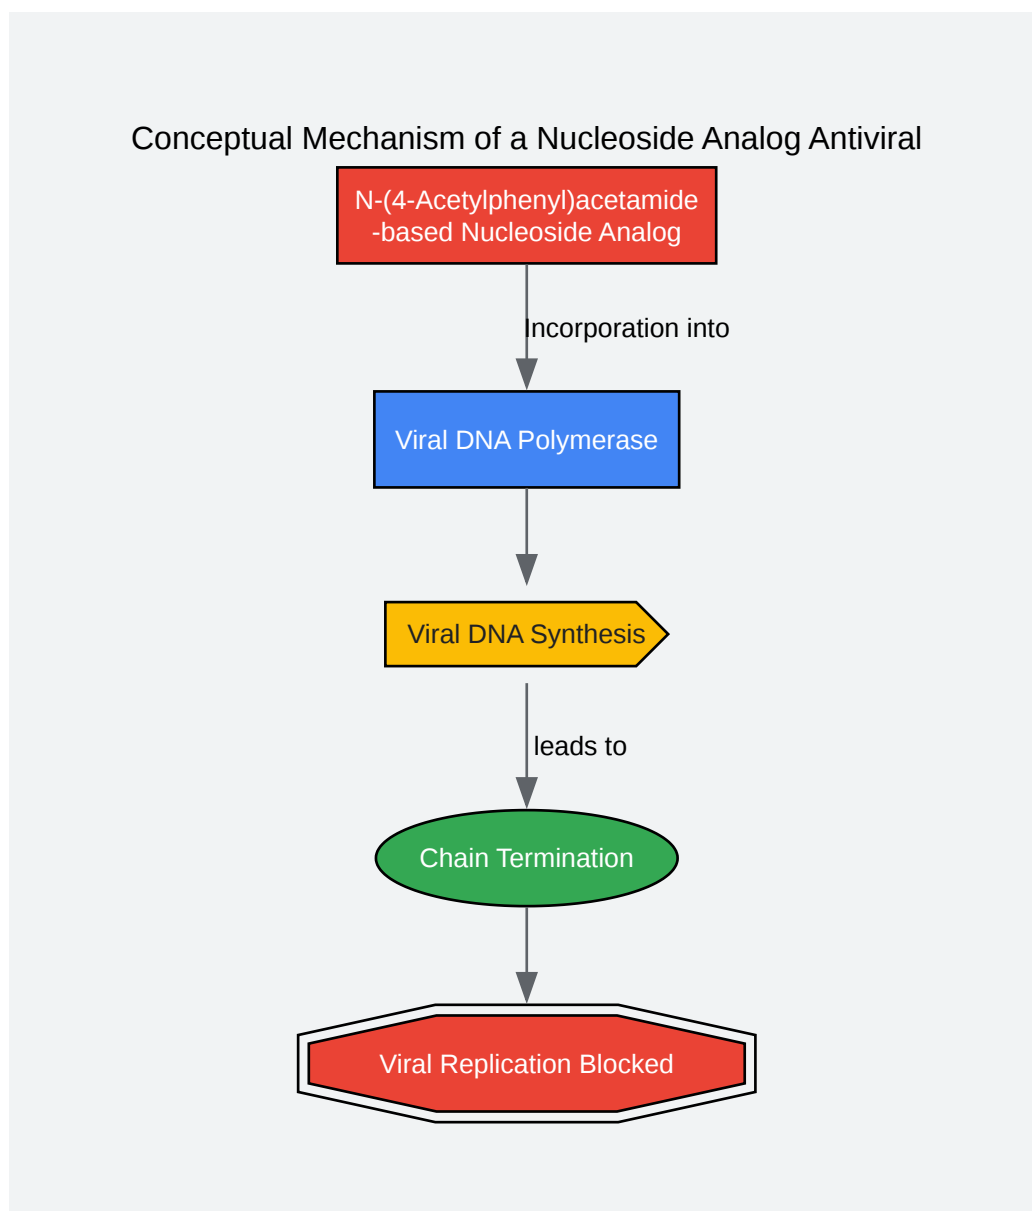 Conceptual Mechanism of a Nucleoside Analog Antiviral
N-(4-Acetylphenyl)acetamide
-based Nucleoside Analog
Incorporation into
Viral DNA Polymerase
Viral DNA Synthesis
leads to
Chain Termination
Viral Replication Blocked